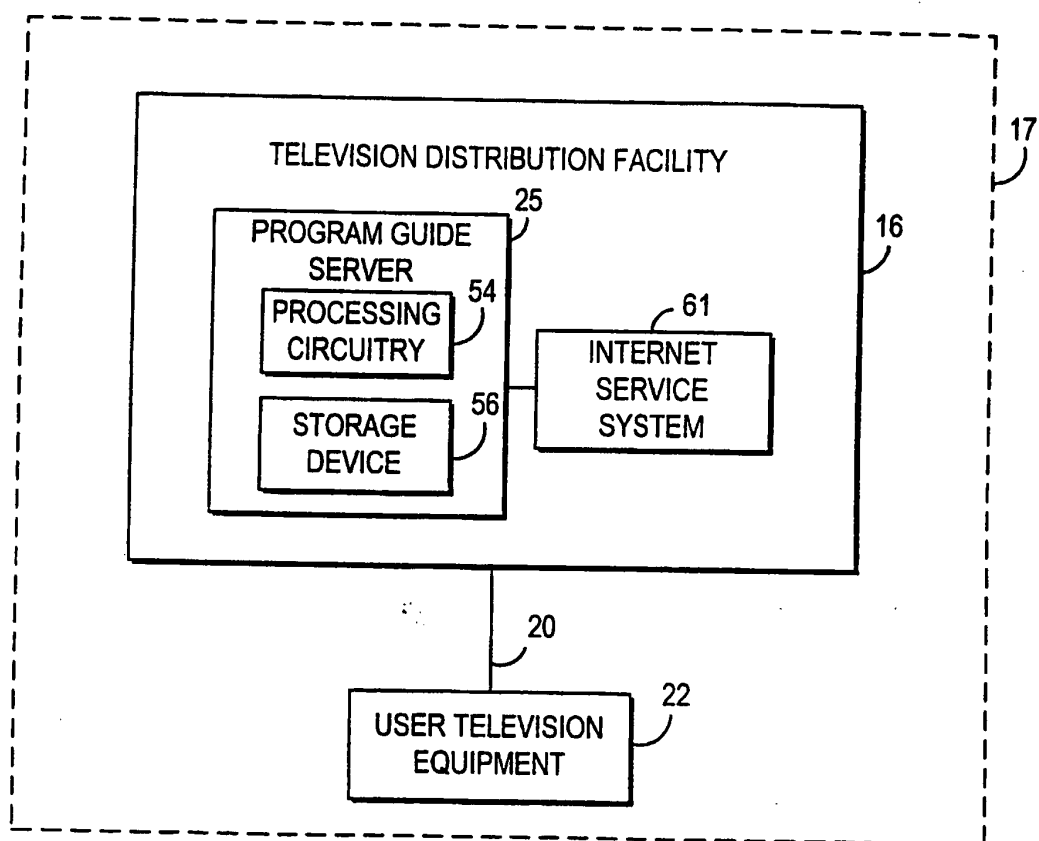 17
TELEVISION DISTRIBUTION FACILITY
16
25
PROGRAM GUIDE
SERVER
54
PROCESSING
CIRCUITRY
56
STORAGE
DEVICE
61
INTERNET
SERVICE
SYSTEM
20
22
USER TELEVISION
EQUIPMENT